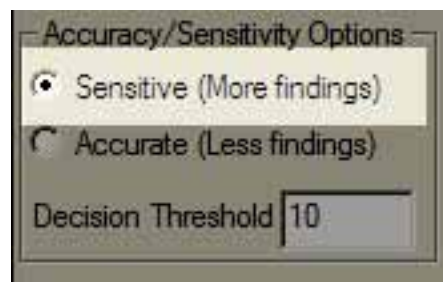 Accuracy/Sensitivity Options
Sensitive (More findings)
Accurate (Less findings)
Decision Threshold 10